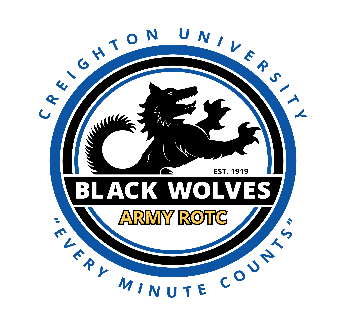 CREIGHTON UNIVERSITY
EST. 1919
BLACK WOLVES
ARMY ROTC
"EVERY MINUTE COUNTS"